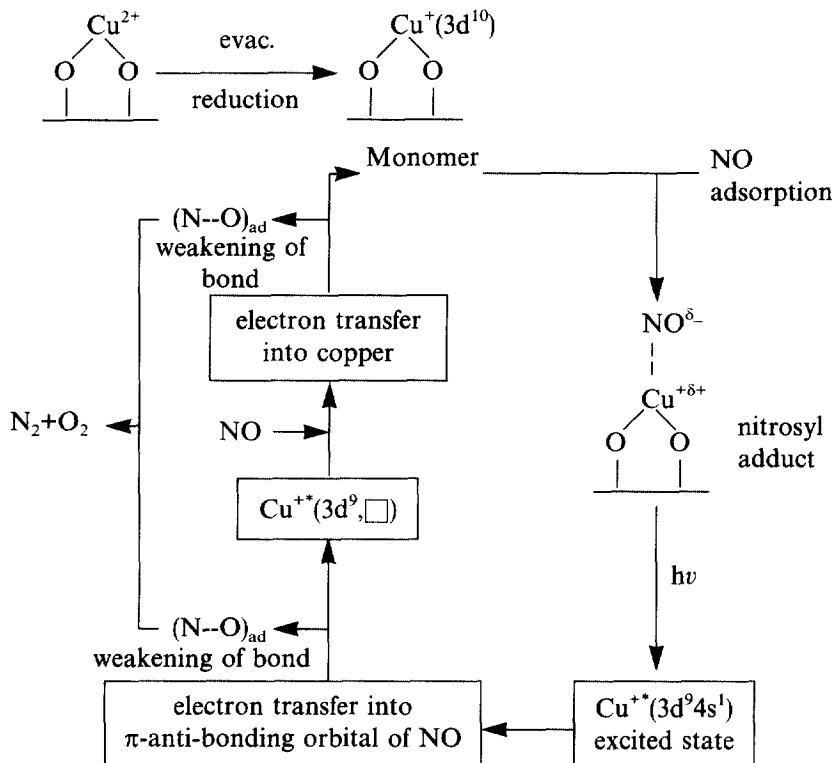 Cu²⁺
O O
evac.
reduction
Cu⁺(3d¹⁰)
O O
Monomer
NO
adsorption
(N--O)ad
weakening of
bond
electron transfer
into copper
NO^δ−
N₂+O₂
NO
Cu^+δ+
O O
nitrosyl
adduct
Cu⁺*(3d⁹,□)
hν
(N--O)ad
weakening of bond
electron transfer into
π-anti-bonding orbital of NO
Cu⁺*(3d⁹4s¹)
excited state